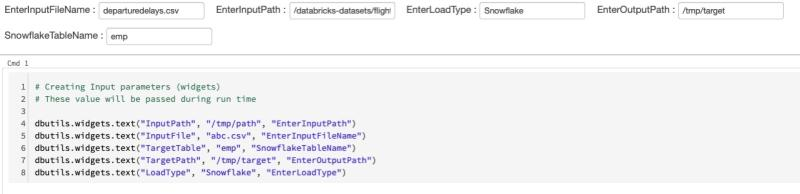 EnterInputFileName : departuredelays.csv EnterInputPath : /databricks-datasets/flight EnterLoadType : Snowflake EnterOutputPath : /tmp/target
SnowflakeTableName : emp
Cmd 1
1 # Creating Input parameters (widgets)
2 # These value will be passed during run time
3
4 dbutils.widgets.text("InputPath", "/tmp/path", "EnterInputPath")
5 dbutils.widgets.text("InputFile", "abc.csv", "EnterInputFileName")
6 dbutils.widgets.text("TargetTable", "emp", "SnowflakeTableName")
7 dbutils.widgets.text("TargetPath", "/tmp/target", "EnterOutputPath")
8 dbutils.widgets.text("LoadType", "Snowflake", "EnterLoadType")